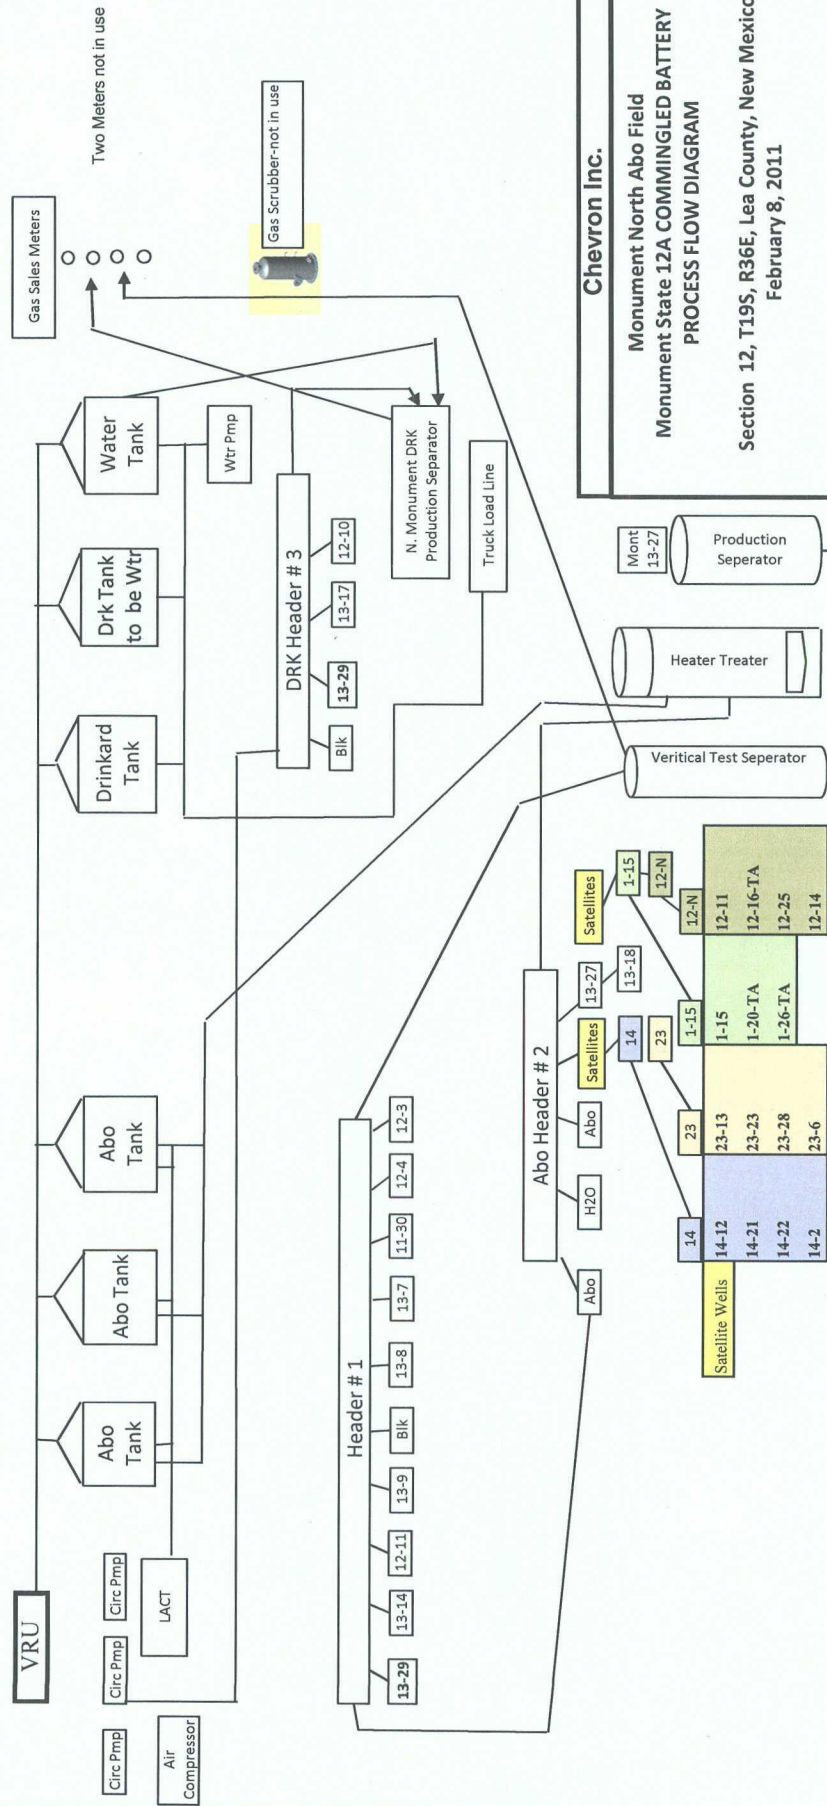 VRU
Circ Pmp
Circ Pmp
Circ Pmp
Air
Compressor
LACT
Abo
Tank
Abo Tank
Abo
Tank
Drinkard
Tank
Drk Tank
to be Wtr
Water
Tank
Wtr Pmp
Gas Sales Meters
Two Meters not in use
Gas Scrubber-not in use
Header # 1
13-29
13-14
12-11
13-9
Blk
13-8
13-7
11-30
12-4
12-3
DRK Header # 3
Blk
13-29
13-17
12-10
N. Monument DRK
Production Separator
Truck Load Line
Abo Header # 2
Abo
H2O
Abo
Satellites
14
23
13-27
13-18
Satellites
1-15
12-N
Veritical Test Seperator
Heater Treater
Mont
13-27
Production
Seperator
Satellite Wells
14
23
1-15
12-N
14-12
23-13
1-15
12-11
14-21
23-23
1-20-TA
12-16-TA
14-22
23-28
1-26-TA
12-25
14-2
23-6
12-14
Chevron Inc.
Monument North Abo Field
Monument State 12A COMMINGLED BATTERY
PROCESS FLOW DIAGRAM
Section 12, T19S, R36E, Lea County, New Mexico
February 8, 2011